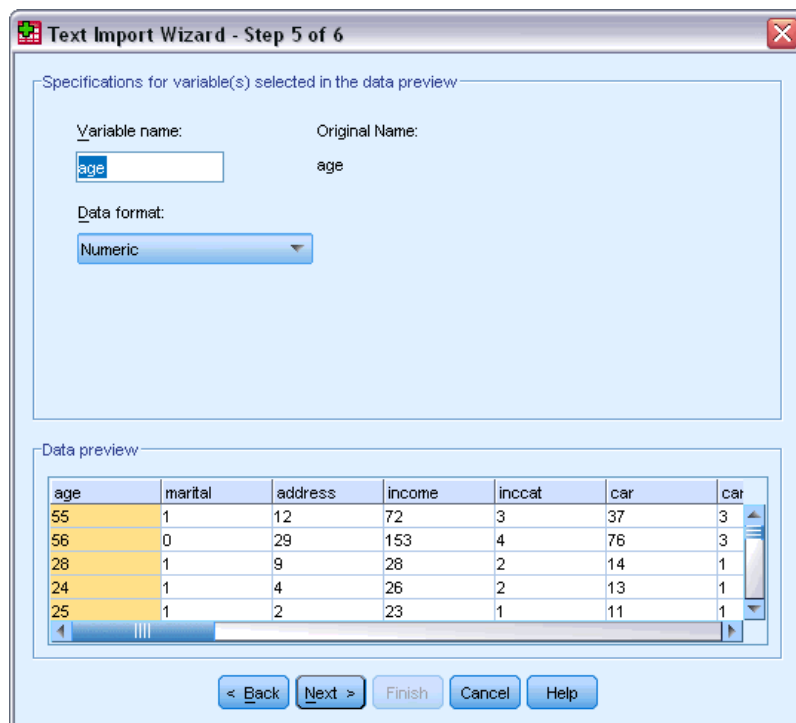 Text Import Wizard - Step 5 of 6
Specifications for variable(s) selected in the data preview
Variable name: Original Name:
age age
Data format:
Numeric
Data preview
age marital address income inccat car car
55 1 12 72 3 37 3
56 0 29 153 4 76 3
28 1 9 28 2 14 1
24 1 4 26 2 13 1
25 1 2 23 1 11 1
< Back Next > Finish Cancel Help